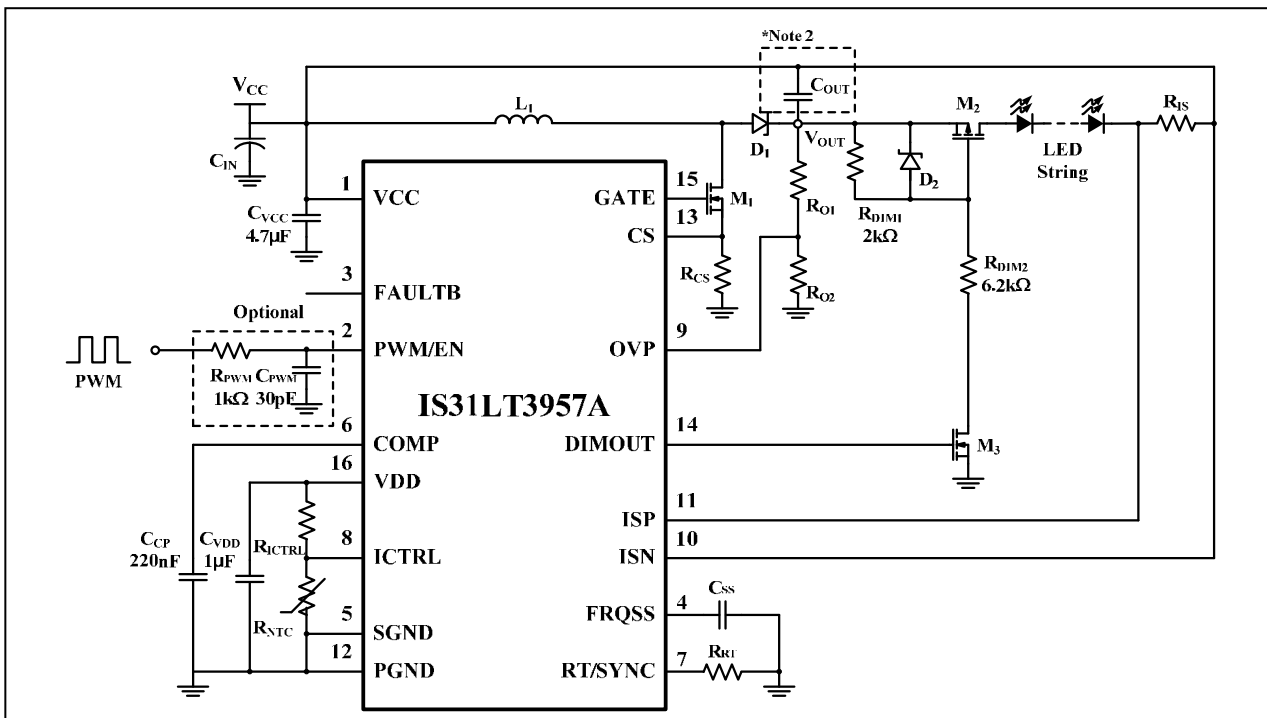 *Note 2
VCC
L1
COUT
M2
RIS
CIN
D1
VOUT
LED
String
1
VCC
GATE
15
M1
RO1
D2
CVCC
4.7µF
13
CS
RDIM1
2kΩ
3
FAULTB
RCS
RO2
RDIM2
6.2kΩ
Optional
2
PWM/EN
OVP
9
PWM
RPWM
1kΩ
CPWM
30pF
IS31LT3957A
6
COMP
DIMOUT
14
M3
16
VDD
ISP
11
CCP
220nF
CVDD
1µF
RICTRL
8
ICTRL
ISN
10
CSS
RNTC
5
SGND
FRQSS
4
12
PGND
RT/SYNC
7
RRT